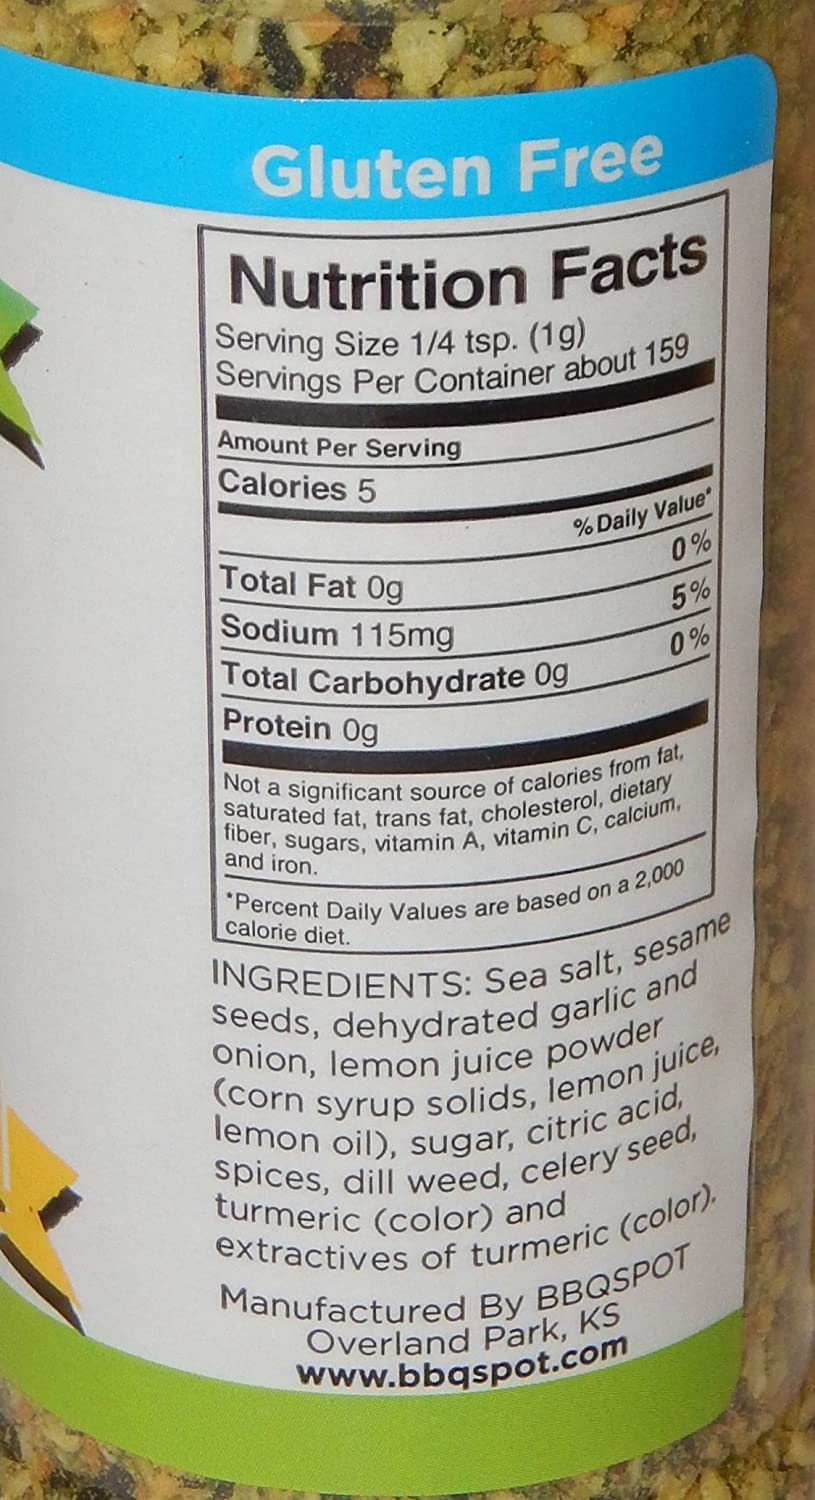 Gluten Free
Nutrition Facts
Serving Size 1/4 tsp. (1g)
Servings Per Container about 159
Amount Per Serving
Calories 5
% Daily Value*
Total Fat 0g 0%
Sodium 115mg 5%
Total Carbohydrate 0g 0%
Protein 0g
Not a significant source of calories from fat,
saturated fat, trans fat, cholesterol, dietary
fiber, sugars, vitamin A, vitamin C, calcium,
and iron.
*Percent Daily Values are based on a 2,000
calorie diet.
INGREDIENTS: Sea salt, sesame
seeds, dehydrated garlic and
onion, lemon juice powder
(corn syrup solids, lemon juice,
lemon oil), sugar, citric acid,
spices, dill weed, celery seed,
turmeric (color) and
extractives of turmeric (color).
Manufactured By BBQSPOT
Overland Park, KS
www.bbqspot.com